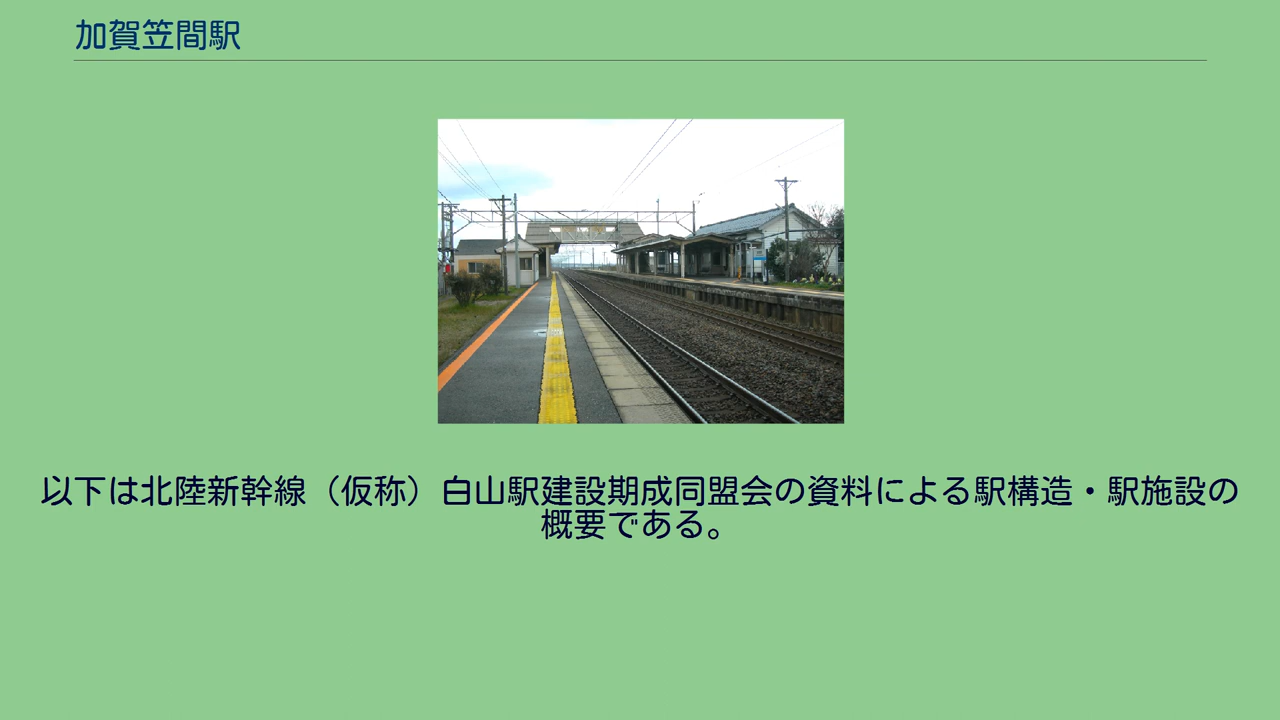 加賀笠間駅
以下は北陸新幹線（仮称）白山駅建設期成同盟会の資料による駅構造・駅施設の
概要である。